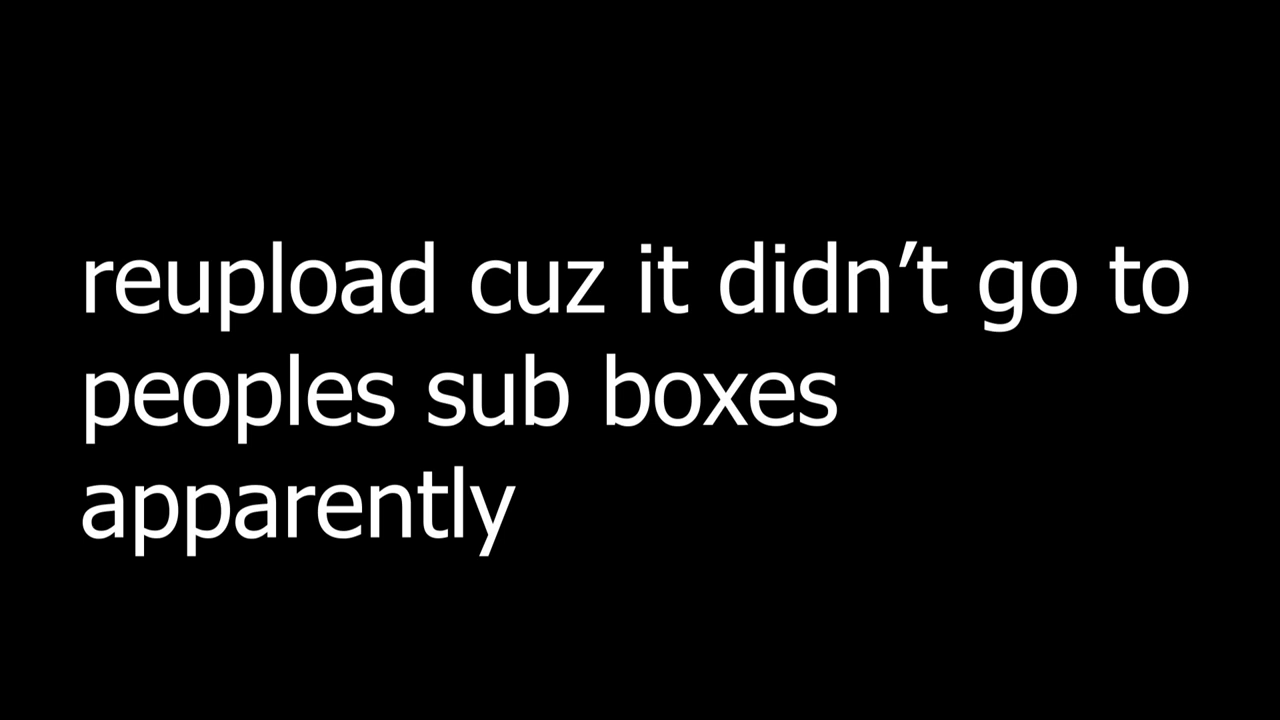 reupload cuz it didn’t go to
peoples sub boxes
apparently